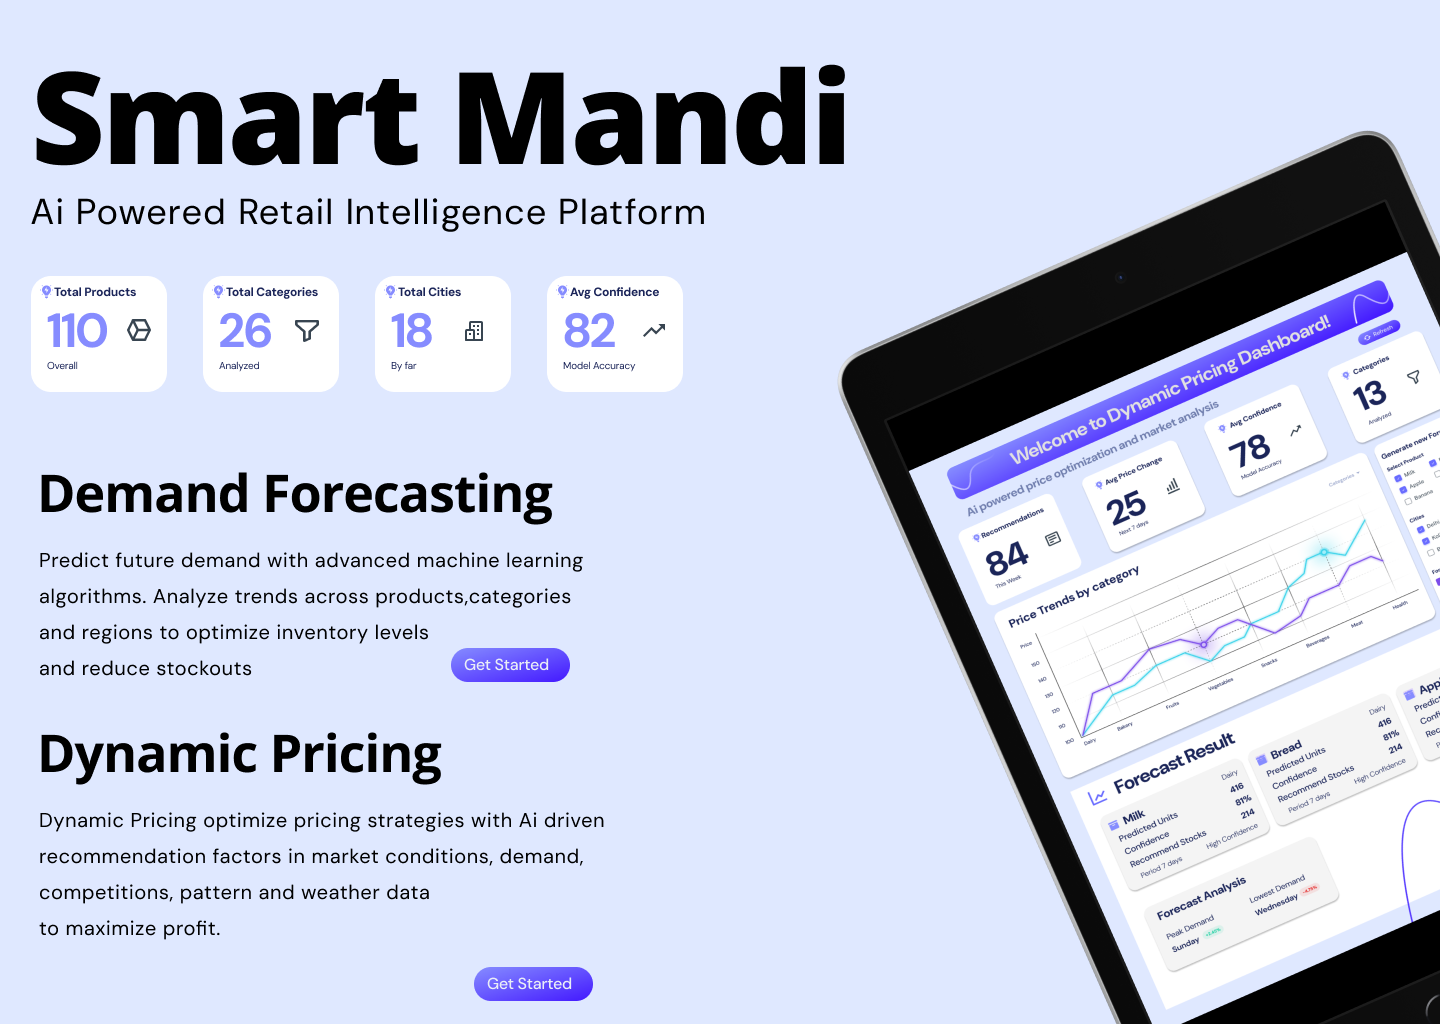 Smart Mandi
Ai Powered Retail Intelligence Platform
Total Products
110
Overall
Total Categories
26
Analyzed
Total Cities
18
By far
Avg Confidence
82
Model Accuracy
Demand Forecasting
Predict future demand with advanced machine learning
algorithms. Analyze trends across products,categories
and regions to optimize inventory levels
and reduce stockouts
Get Started
Dynamic Pricing
Dynamic Pricing optimize pricing strategies with Ai driven
recommendation factors in market conditions, demand,
competitions, pattern and weather data
to maximize profit.
Get Started
Welcome to Dynamic Pricing Dashboard!
Ai powered price optimization and market analysis
Refresh
Recommendations
84
This Week
Avg Price Change
25
Next 7 days
Avg Confidence
78
Model Accuracy
Categories
13
Analyzed
Price Trends by category
Categories
Price
150
140
130
120
110
100
Dairy
Bakery
Fruits
Vegetables
Snacks
Beverages
Meat
Health
Generate new
Select Product
Milk
Apple
Banana
Cities
Delhi
Forecast Result
Milk
Dairy
Predicted Units
416
Confidence
81%
Recommend Stocks
214
Period 7 days
High Confidence
Bread
Dairy
Predicted Units
416
Confidence
81%
Recommend Stocks
214
Period 7 days
High Confidence
Forecast Analysis
Peak Demand
Sunday
Lowest Demand
Wednesday